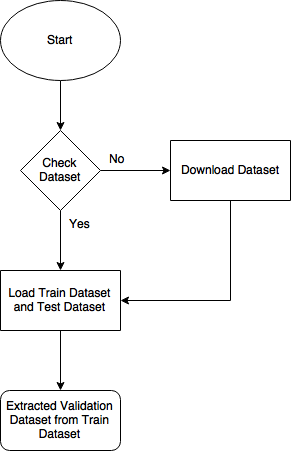 Start
Check
Dataset
No
Download Dataset
Yes
Load Train Dataset
and Test Dataset
Extracted Validation
Dataset from Train
Dataset